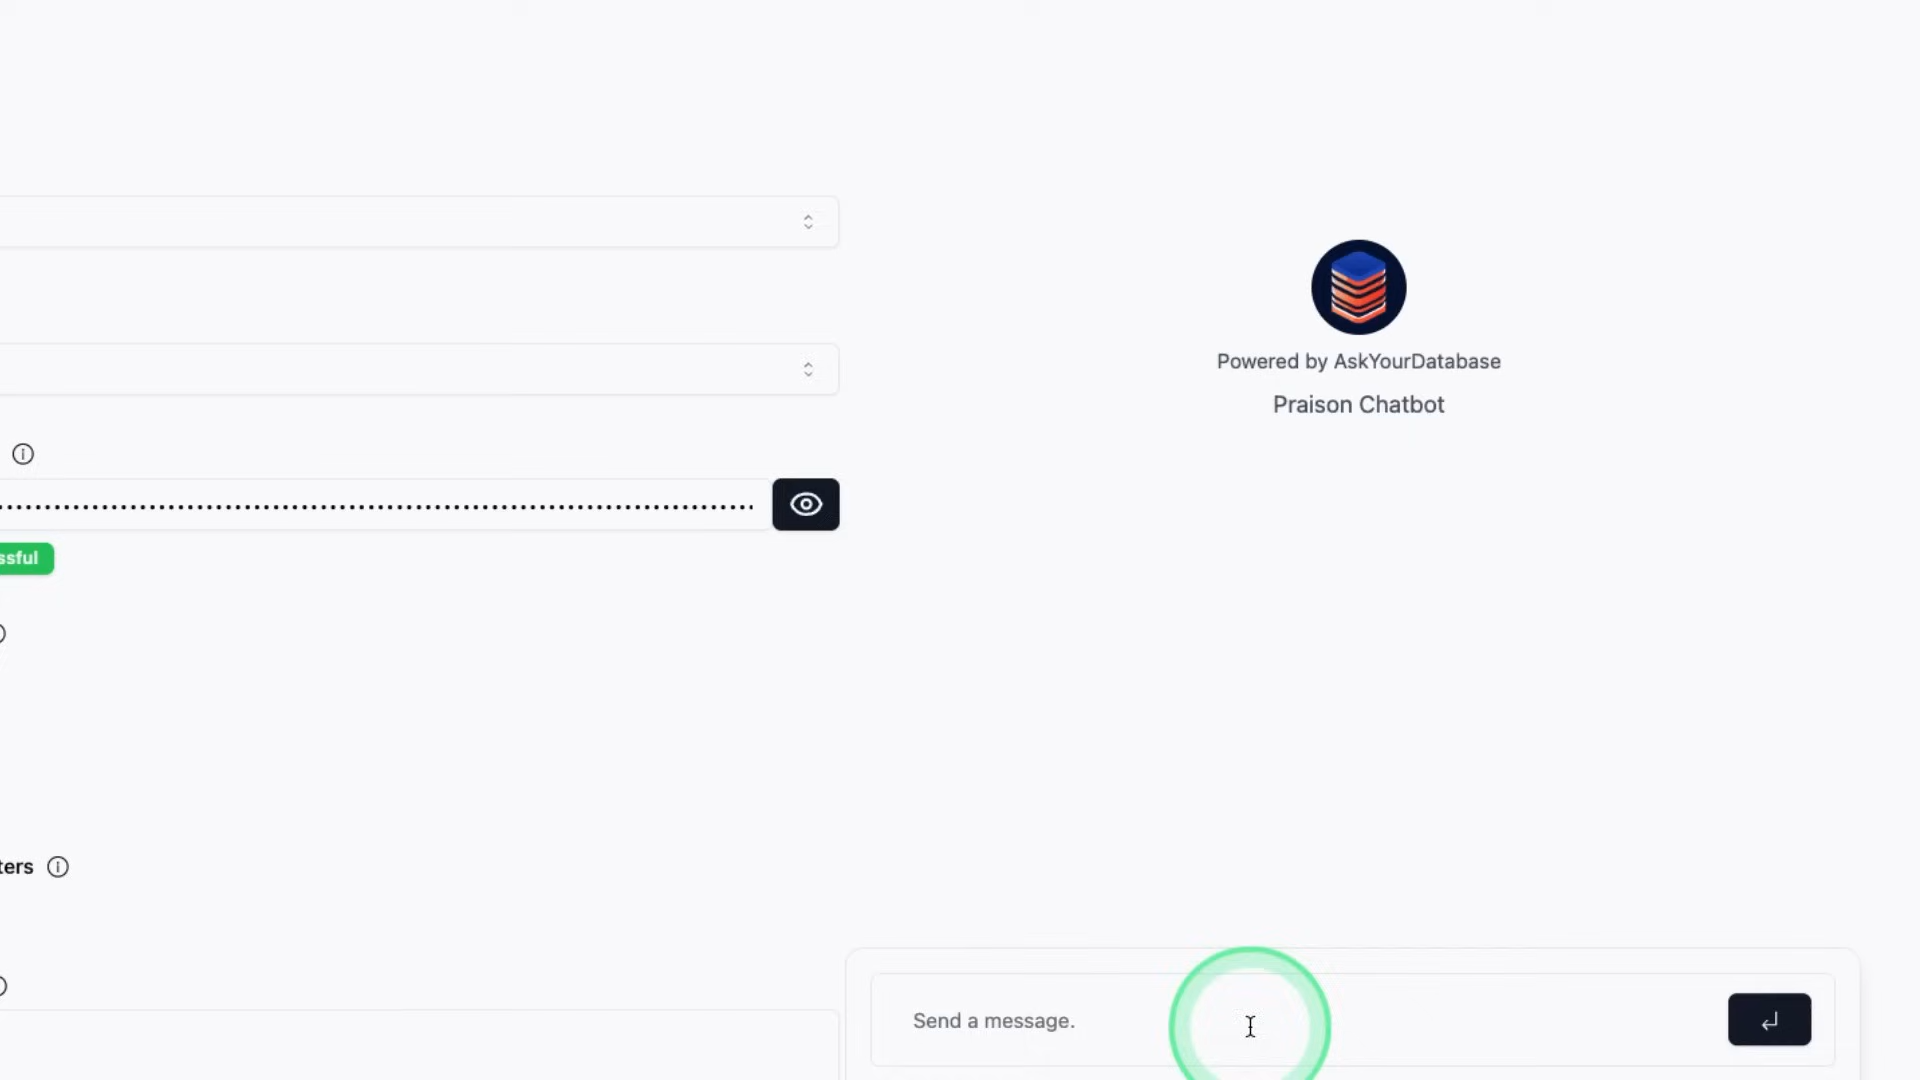 Powered by AskYourDatabase
Praison Chatbot
ssful
ters
Send a message.